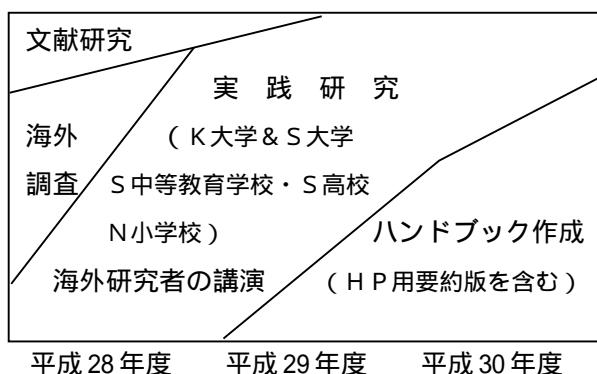 文献研究
実 践 研 究
海外 （K大学&S大学
調査 S中等教育学校・S高校
N小学校）
ハンドブック作成
海外研究者の講演 （HP用要約版を含む）
平成28年度 平成29年度 平成30年度